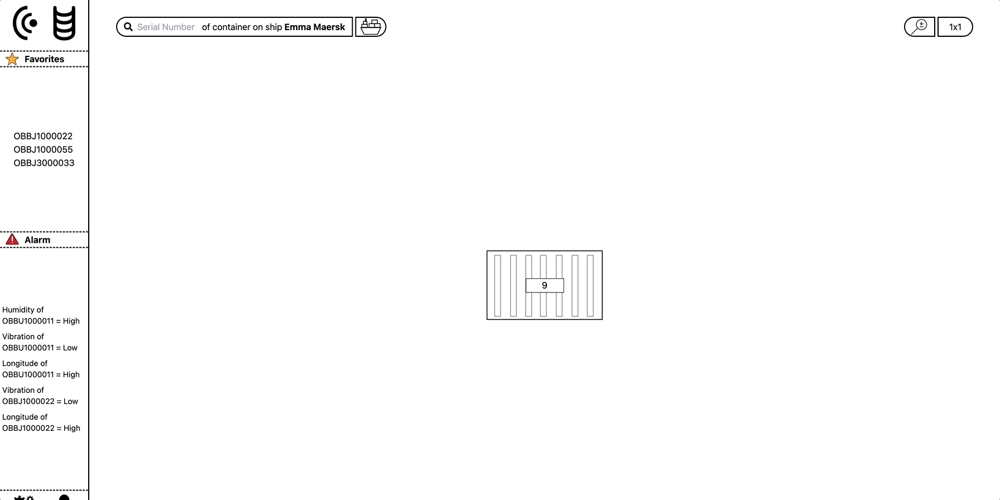 Serial Number of container on ship Emma Maersk
1x1
Favorites
OBBJ1000022
OBBJ1000055
OBBJ3000033
Alarm
9
Humidity of
OBBU1000011 = High
Vibration of
OBBU1000011 = Low
Longitude of
OBBU1000011 = High
Vibration of
OBBJ1000022 = Low
Longitude of
OBBJ1000022 = High